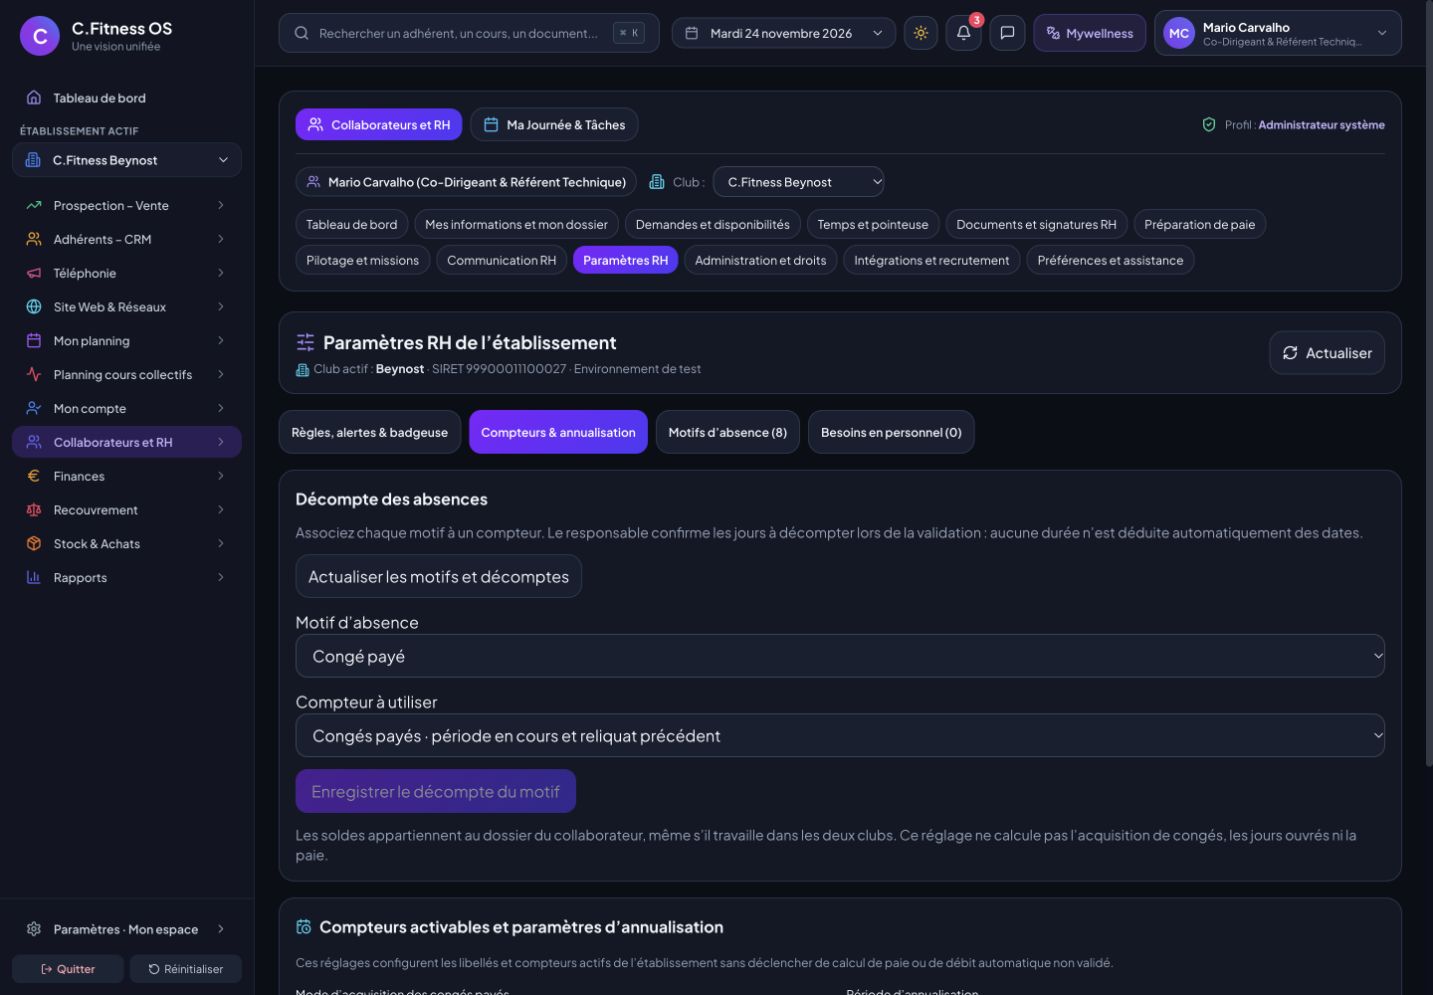 C
C.Fitness OS
Une vision unifiée
Tableau de bord
ÉTABLISSEMENT ACTIF
C.Fitness Beynost
Prospection – Vente
Adhérents – CRM
Téléphonie
Site Web & Réseaux
Mon planning
Planning cours collectifs
Mon compte
Collaborateurs et RH
Finances
Recouvrement
Stock & Achats
Rapports
Paramètres · Mon espace
Quitter
Réinitialiser
Rechercher un adhérent, un cours, un document...
⌘ K
Mardi 24 novembre 2026
3
Mywellness
MC
Mario Carvalho
Co-Dirigeant & Référent Techniq...
Collaborateurs et RH
Ma Journée & Tâches
Profil : Administrateur système
Mario Carvalho (Co-Dirigeant & Référent Technique)
Club :
C.Fitness Beynost
Tableau de bord
Mes informations et mon dossier
Demandes et disponibilités
Temps et pointeuse
Documents et signatures RH
Préparation de paie
Pilotage et missions
Communication RH
Paramètres RH
Administration et droits
Intégrations et recrutement
Préférences et assistance
Paramètres RH de l’établissement
Club actif : Beynost · SIRET 99900011100027 · Environnement de test
Actualiser
Règles, alertes & badgeuse
Compteurs & annualisation
Motifs d’absence (8)
Besoins en personnel (0)
Décompte des absences
Associez chaque motif à un compteur. Le responsable confirme les jours à décompter lors de la validation : aucune durée n’est déduite automatiquement des dates.
Actualiser les motifs et décomptes
Motif d’absence
Congé payé
Compteur à utiliser
Congés payés · période en cours et reliquat précédent
Enregistrer le décompte du motif
Les soldes appartiennent au dossier du collaborateur, même s’il travaille dans les deux clubs. Ce réglage ne calcule pas l’acquisition de congés, les jours ouvrés ni la
paie.
Compteurs activables et paramètres d’annualisation
Ces réglages configurent les libellés et compteurs actifs de l’établissement sans déclencher de calcul de paie ou de débit automatique non validé.
Mode d’acquisition des congés payés
Période d’annualisation